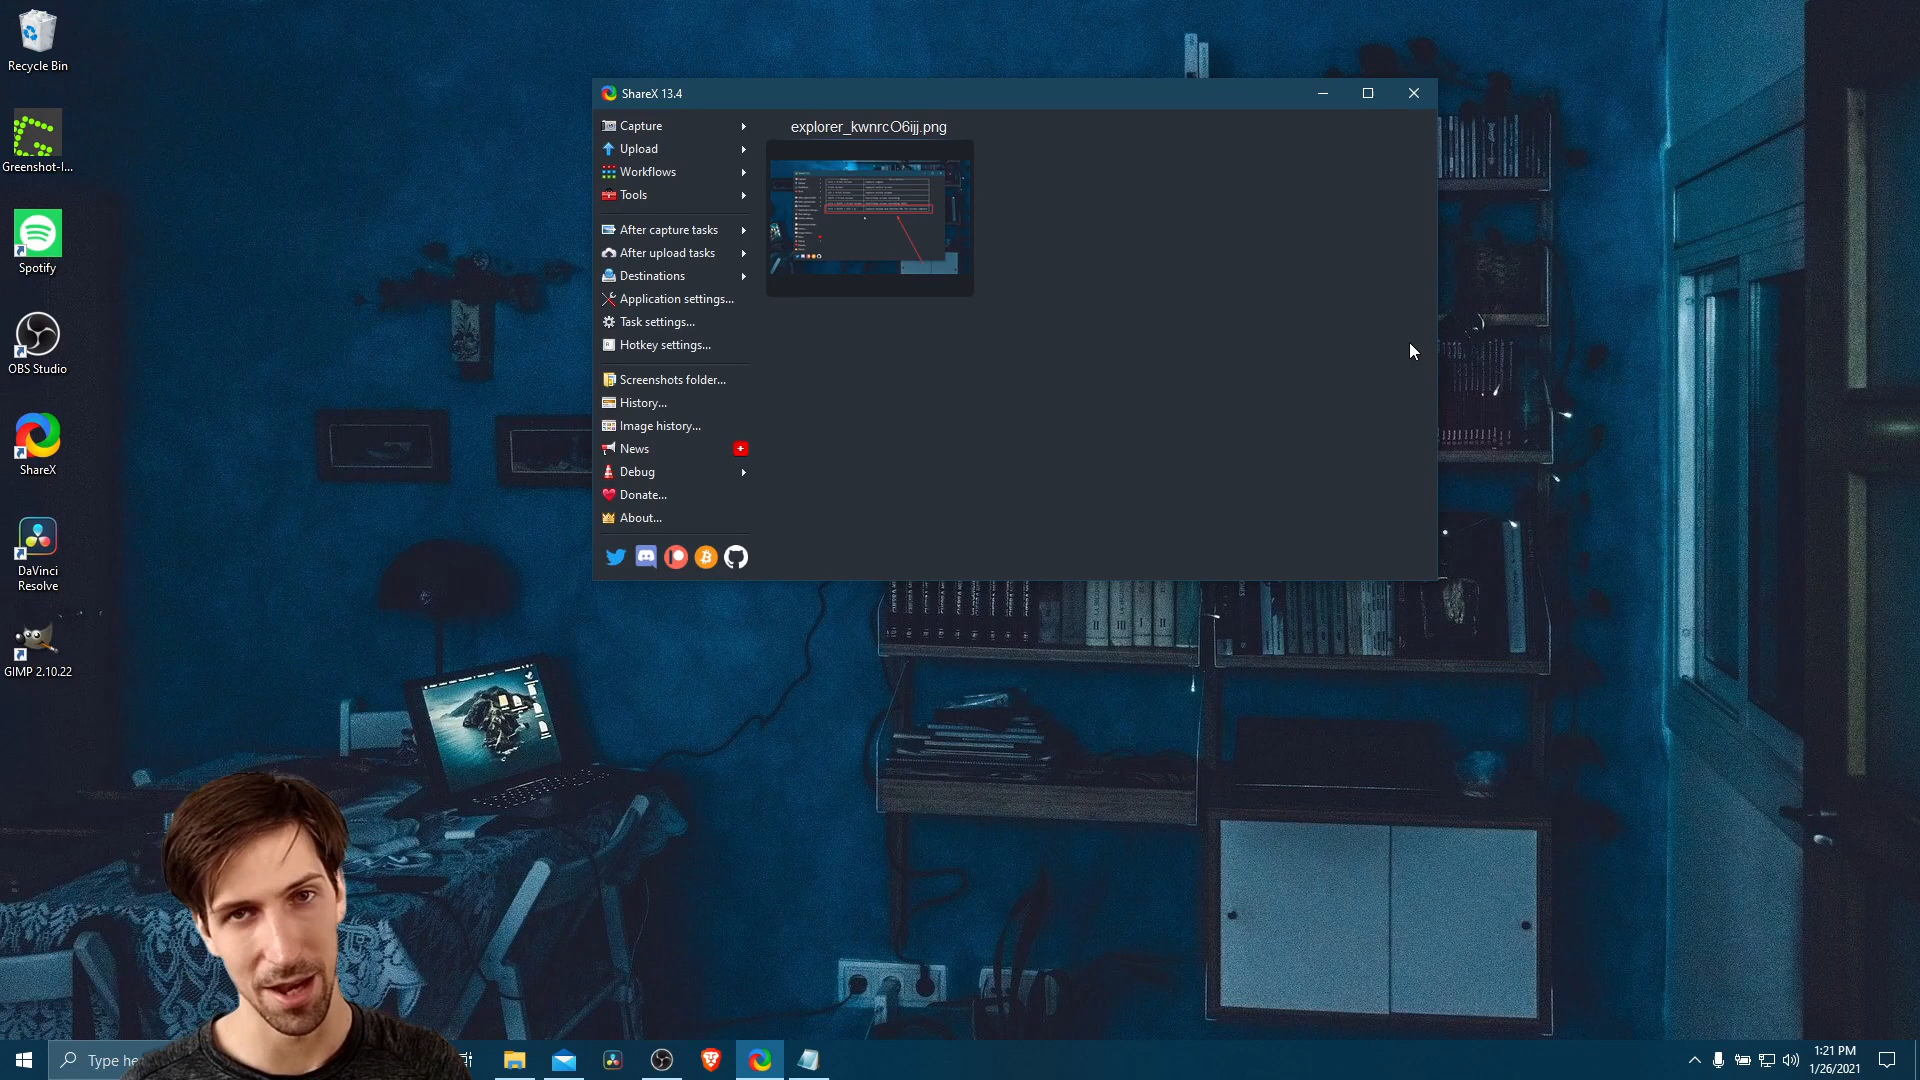 Recycle Bin
Greenshot-I...
Spotify
OBS Studio
ShareX
DaVinci
Resolve
GIMP 2.10.22
ShareX 13.4
Capture
Upload
Workflows
Tools
After capture tasks
After upload tasks
Destinations
Application settings...
Task settings...
Hotkey settings...
Screenshots folder...
History...
Image history...
News
Debug
Donate...
About...
explorer_kwnrcO6ijj.png
Type he
1:21 PM
1/26/2021